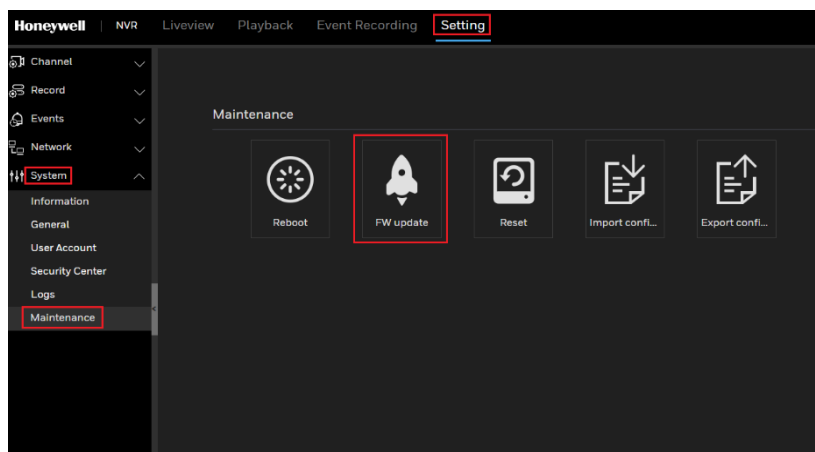 Honeywell NVR Liveview Playback Event Recording Setting
Channel
Record
Events
Network
System
Information
General
User Account
Security Center
Logs
Maintenance
Maintenance
Reboot FW update Reset Import confi... Export confi...